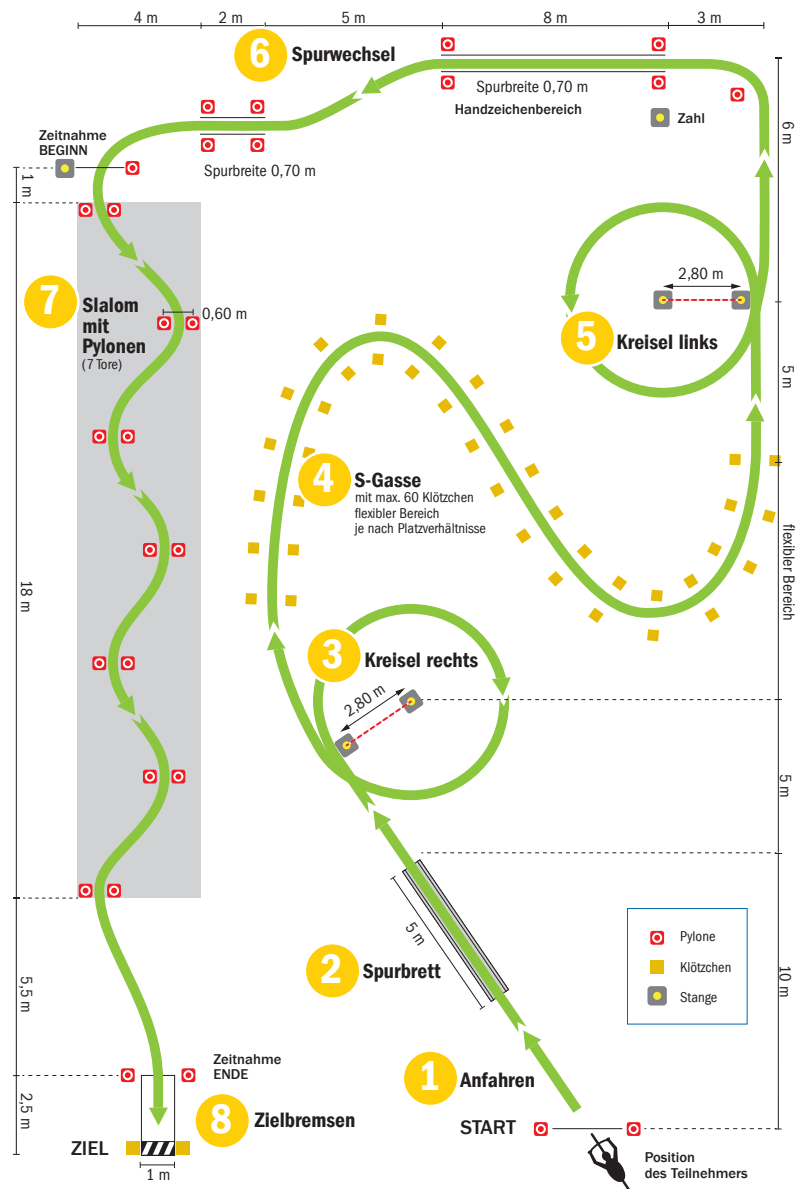 4 m
2 m
5 m
8 m
3 m
6
Spurwechsel
Spurbreite 0,70 m
Handzeichenbereich
Zahl
6 m
Zeitnahme
BEGINN
Spurbreite 0,70 m
1 m
7
Slalom
mit
Pylonen
(7 Tore)
0,60 m
2,80 m
5
Kreisel links
5 m
4
S-Gasse
mit max. 60 Klötzchen
flexibler Bereich
je nach Platzverhältnisse
flexibler Bereich
18 m
3
Kreisel rechts
2,80 m
5 m
5 m
2
Spurbrett
Pylone
Klötzchen
Stange
10 m
5,5 m
Zeitnahme
ENDE
1
Anfahren
2,5 m
8
Zielbremsen
START
ZIEL
1 m
Position
des Teilnehmers